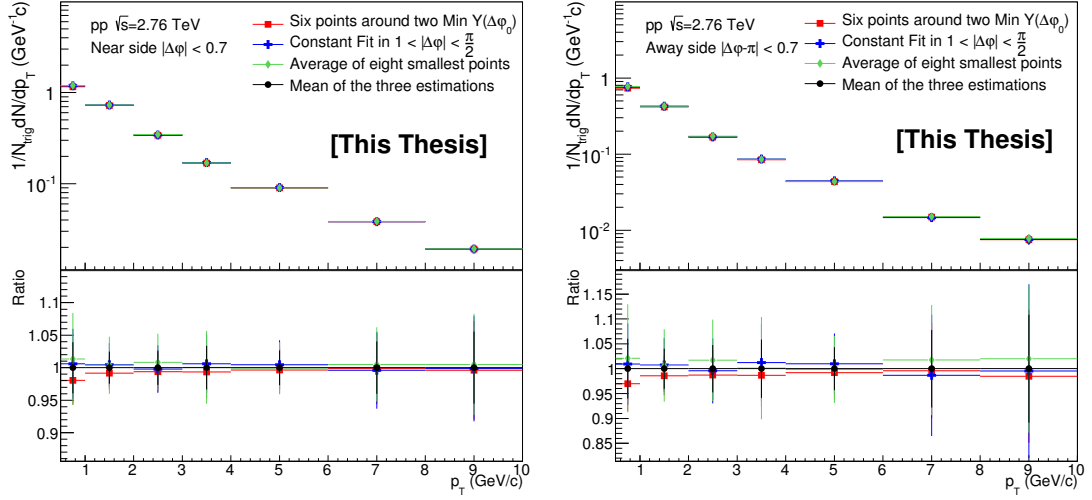 pp √s=2.76 TeV
Near side |Δφ| < 0.7
Six points around two Min Y(Δφ₀)
Constant Fit in 1 < |Δφ| < π/2
Average of eight smallest points
Mean of the three estimations
[This Thesis]
1/N_trig dN/dp_T (GeV⁻¹c)
1
10⁻¹
Ratio
1.1
1.05
1
0.95
0.9
1 2 3 4 5 6 7 8 9 10
p_T (GeV/c)
pp √s=2.76 TeV
Away side |Δφ-π| < 0.7
Six points around two Min Y(Δφ₀)
Constant Fit in 1 < |Δφ| < π/2
Average of eight smallest points
Mean of the three estimations
[This Thesis]
1/N_trig dN/dp_T (GeV⁻¹c)
1
10⁻¹
10⁻²
Ratio
1.15
1.1
1.05
1
0.95
0.9
0.85
1 2 3 4 5 6 7 8 9 10
p_T (GeV/c)